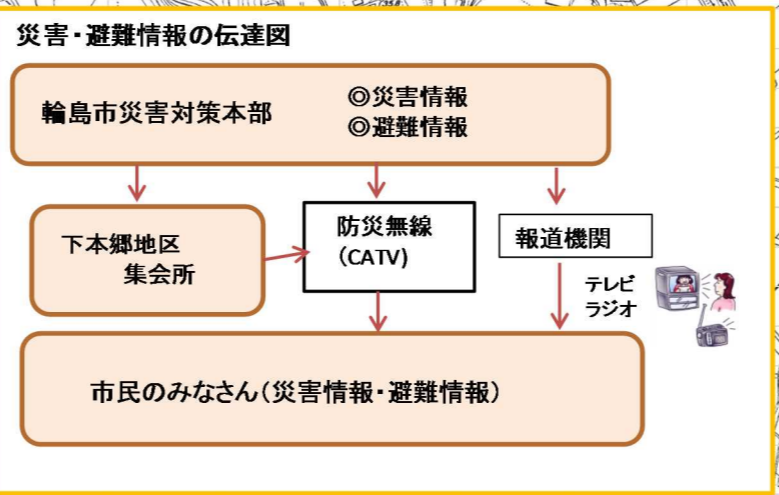 災害・避難情報の伝達図
輪島市災害対策本部
◎災害情報
◎避難情報
下本郷地区
集会所
防災無線
（CATV)
報道機関
テレビ
ラジオ
市民のみなさん（災害情報・避難情報）